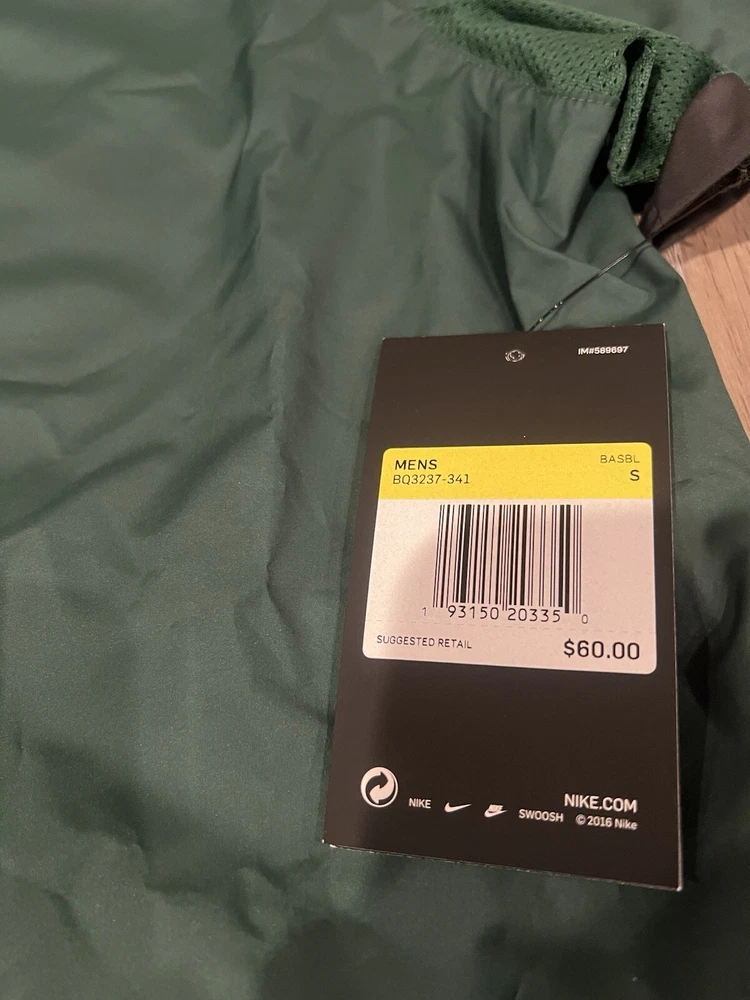 IM#589697
MENS BASBL
BQ3237-341 S
1 93150 20335 0
SUGGESTED RETAIL $60.00
NIKE.COM
NIKE SWOOSH © 2016 Nike